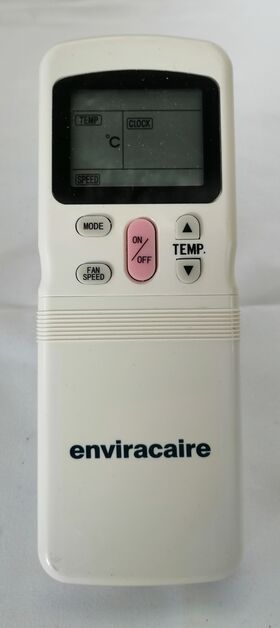 TEMP
CLOCK
°C
SPEED
MODE
ON/OFF
▲
TEMP.
FAN
SPEED
▼
enviracaire